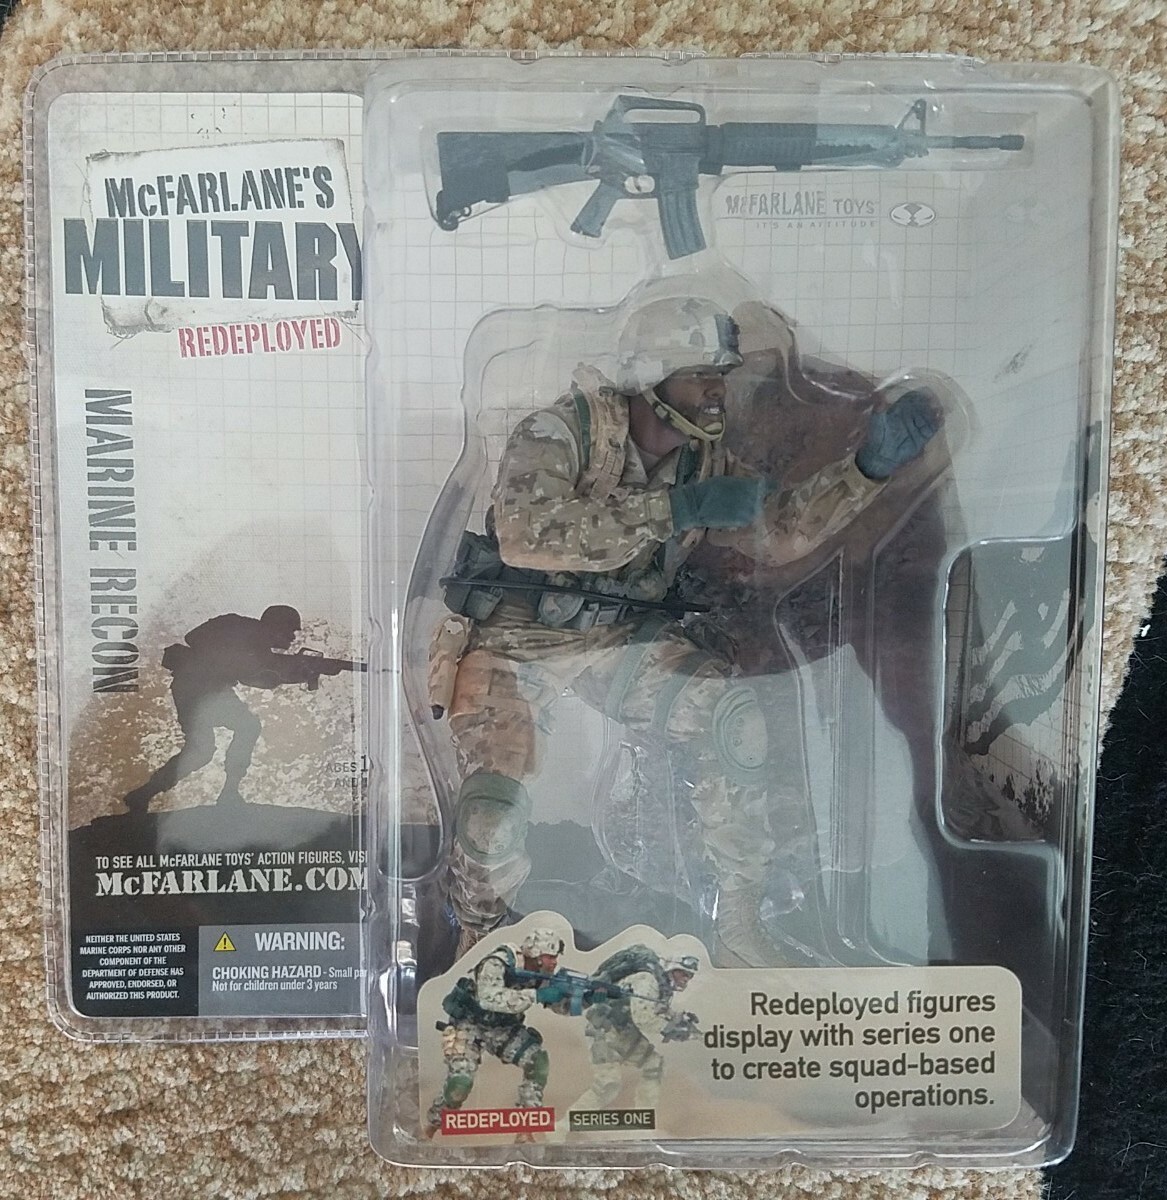 McFARLANE'S
MILITARY
REDEPLOYED
MARINE RECON
McFARLANE TOYS
IT'S AN ATTITUDE
AGES 1
AND
TO SEE ALL McFARLANE TOYS' ACTION FIGURES, VIS
McFARLANE.COM
NEITHER THE UNITED STATES
MARINE CORPS NOR ANY OTHER
COMPONENT OF THE
DEPARTMENT OF DEFENSE HAS
APPROVED, ENDORSED, OR
AUTHORIZED THIS PRODUCT.
WARNING:
CHOKING HAZARD - Small pa
Not for children under 3 years
Redeployed figures
display with series one
to create squad-based
operations.
REDEPLOYED
SERIES ONE